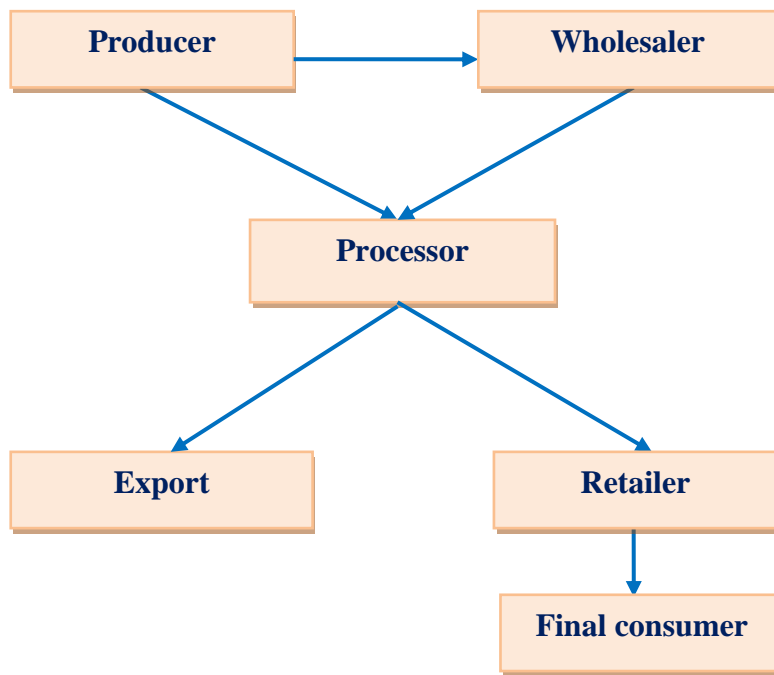 Producer
Wholesaler
Processor
Export
Retailer
Final consumer